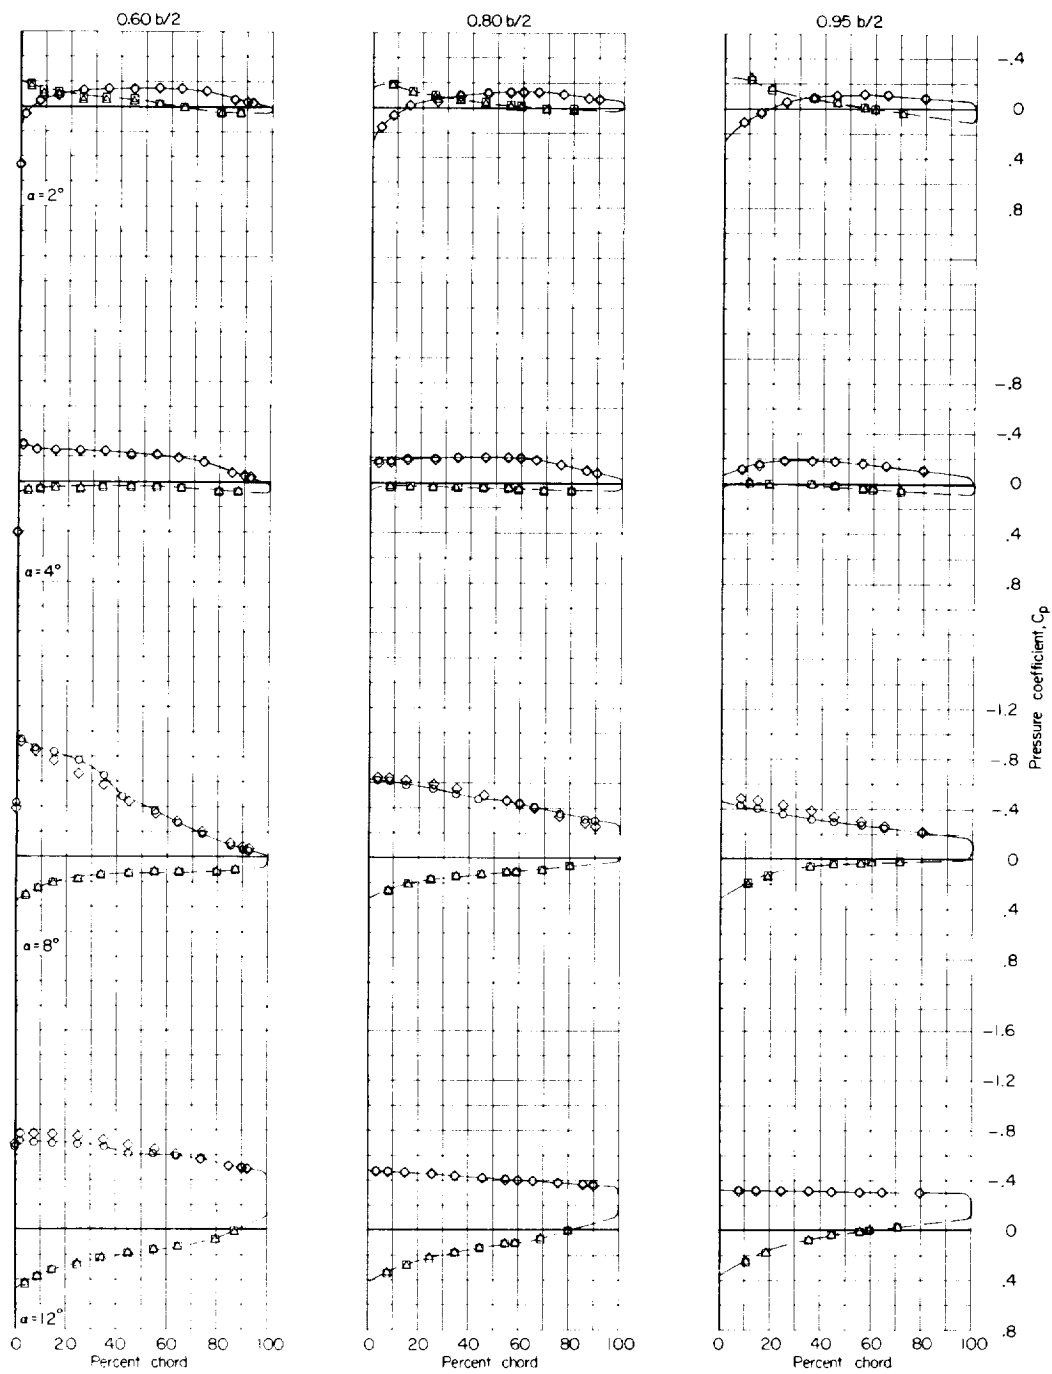 0.60 b/2
0.80 b/2
0.95 b/2
-.4
0
.4
.8
-.8
-.4
0
.4
.8
-1.2
-.8
-.4
0
.4
.8
-1.6
-1.2
-.8
-.4
0
.4
.8
α=2°
α=4°
α=8°
α=12°
Pressure coefficient, Cp
0 20 40 60 80 100
Percent chord
0 20 40 60 80 100
Percent chord
0 20 40 60 80 100
Percent chord